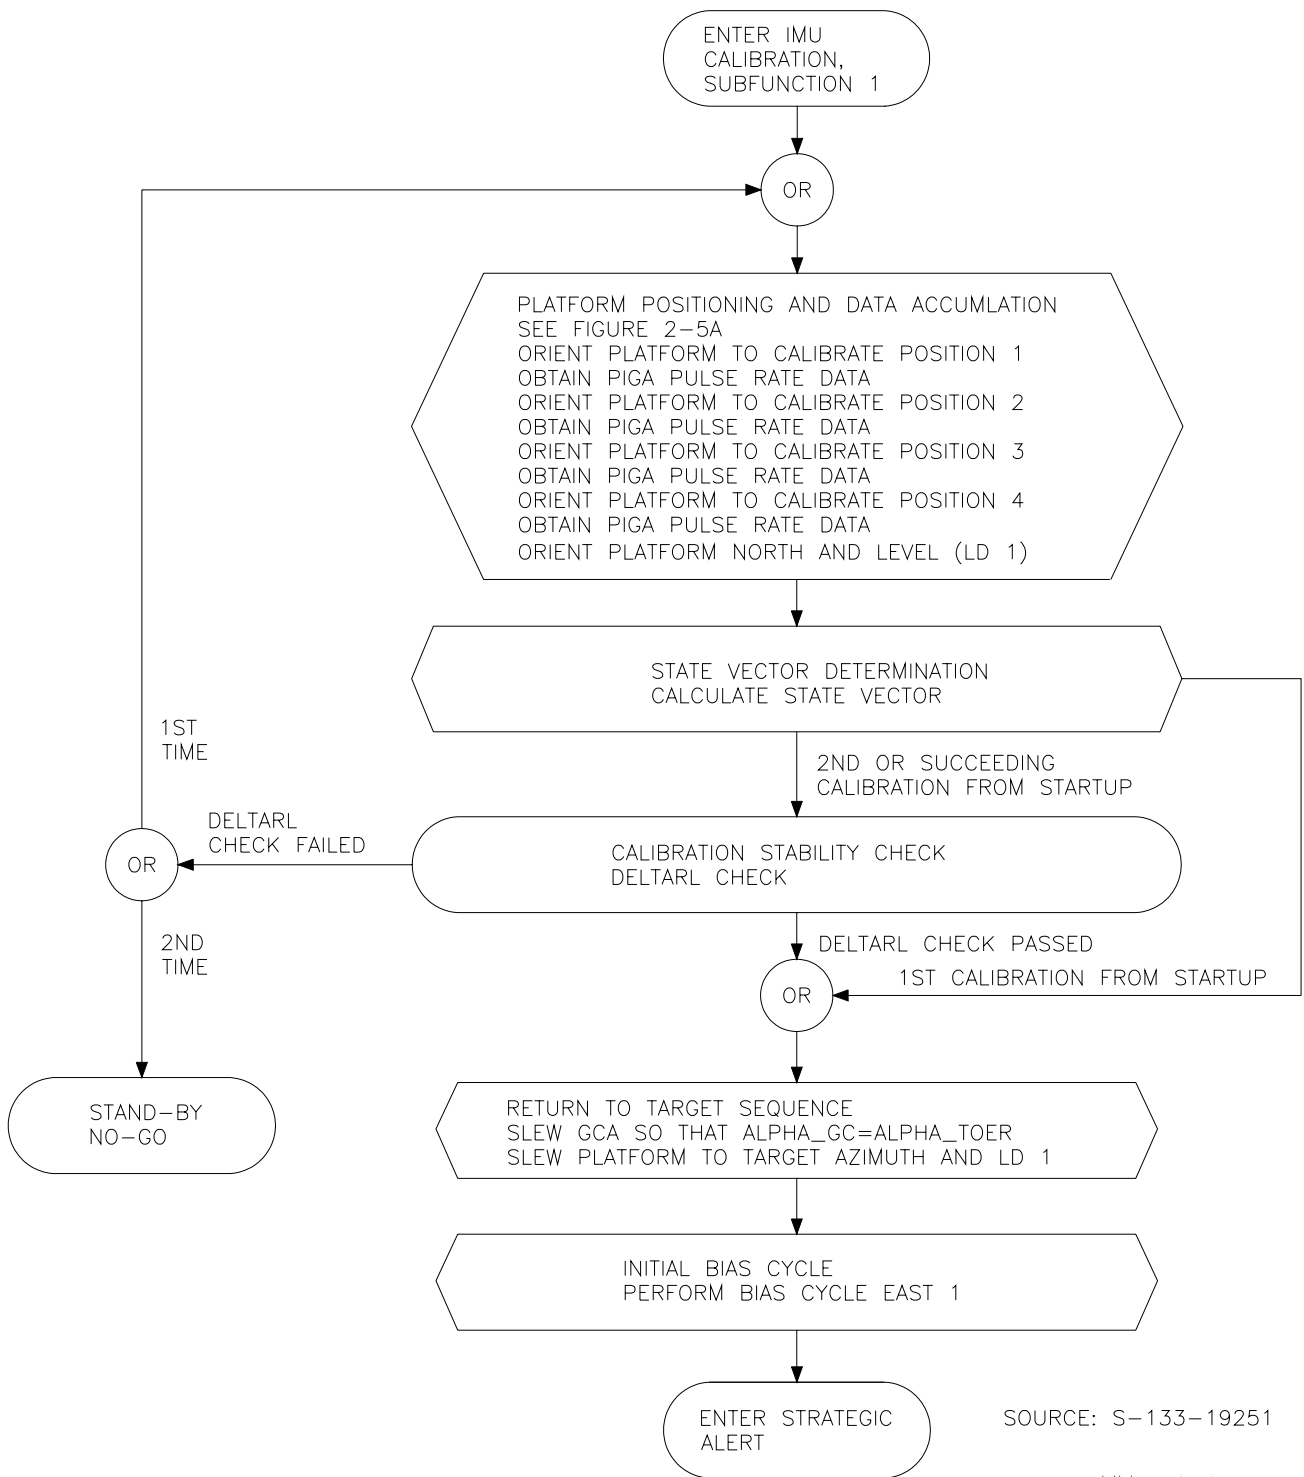 ENTER IMU
CALIBRATION,
SUBFUNCTION 1
OR
PLATFORM POSITIONING AND DATA ACCUMLATION
SEE FIGURE 2-5A
ORIENT PLATFORM TO CALIBRATE POSITION 1
OBTAIN PIGA PULSE RATE DATA
ORIENT PLATFORM TO CALIBRATE POSITION 2
OBTAIN PIGA PULSE RATE DATA
ORIENT PLATFORM TO CALIBRATE POSITION 3
OBTAIN PIGA PULSE RATE DATA
ORIENT PLATFORM TO CALIBRATE POSITION 4
OBTAIN PIGA PULSE RATE DATA
ORIENT PLATFORM NORTH AND LEVEL (LD 1)
STATE VECTOR DETERMINATION
CALCULATE STATE VECTOR
1ST
TIME
2ND OR SUCCEEDING
CALIBRATION FROM STARTUP
DELTARL
CHECK FAILED
OR
CALIBRATION STABILITY CHECK
DELTARL CHECK
2ND
TIME
DELTARL CHECK PASSED
1ST CALIBRATION FROM STARTUP
OR
STAND-BY
NO-GO
RETURN TO TARGET SEQUENCE
SLEW GCA SO THAT ALPHA_GC=ALPHA_TOER
SLEW PLATFORM TO TARGET AZIMUTH AND LD 1
INITIAL BIAS CYCLE
PERFORM BIAS CYCLE EAST 1
ENTER STRATEGIC
ALERT
SOURCE: S-133-19251